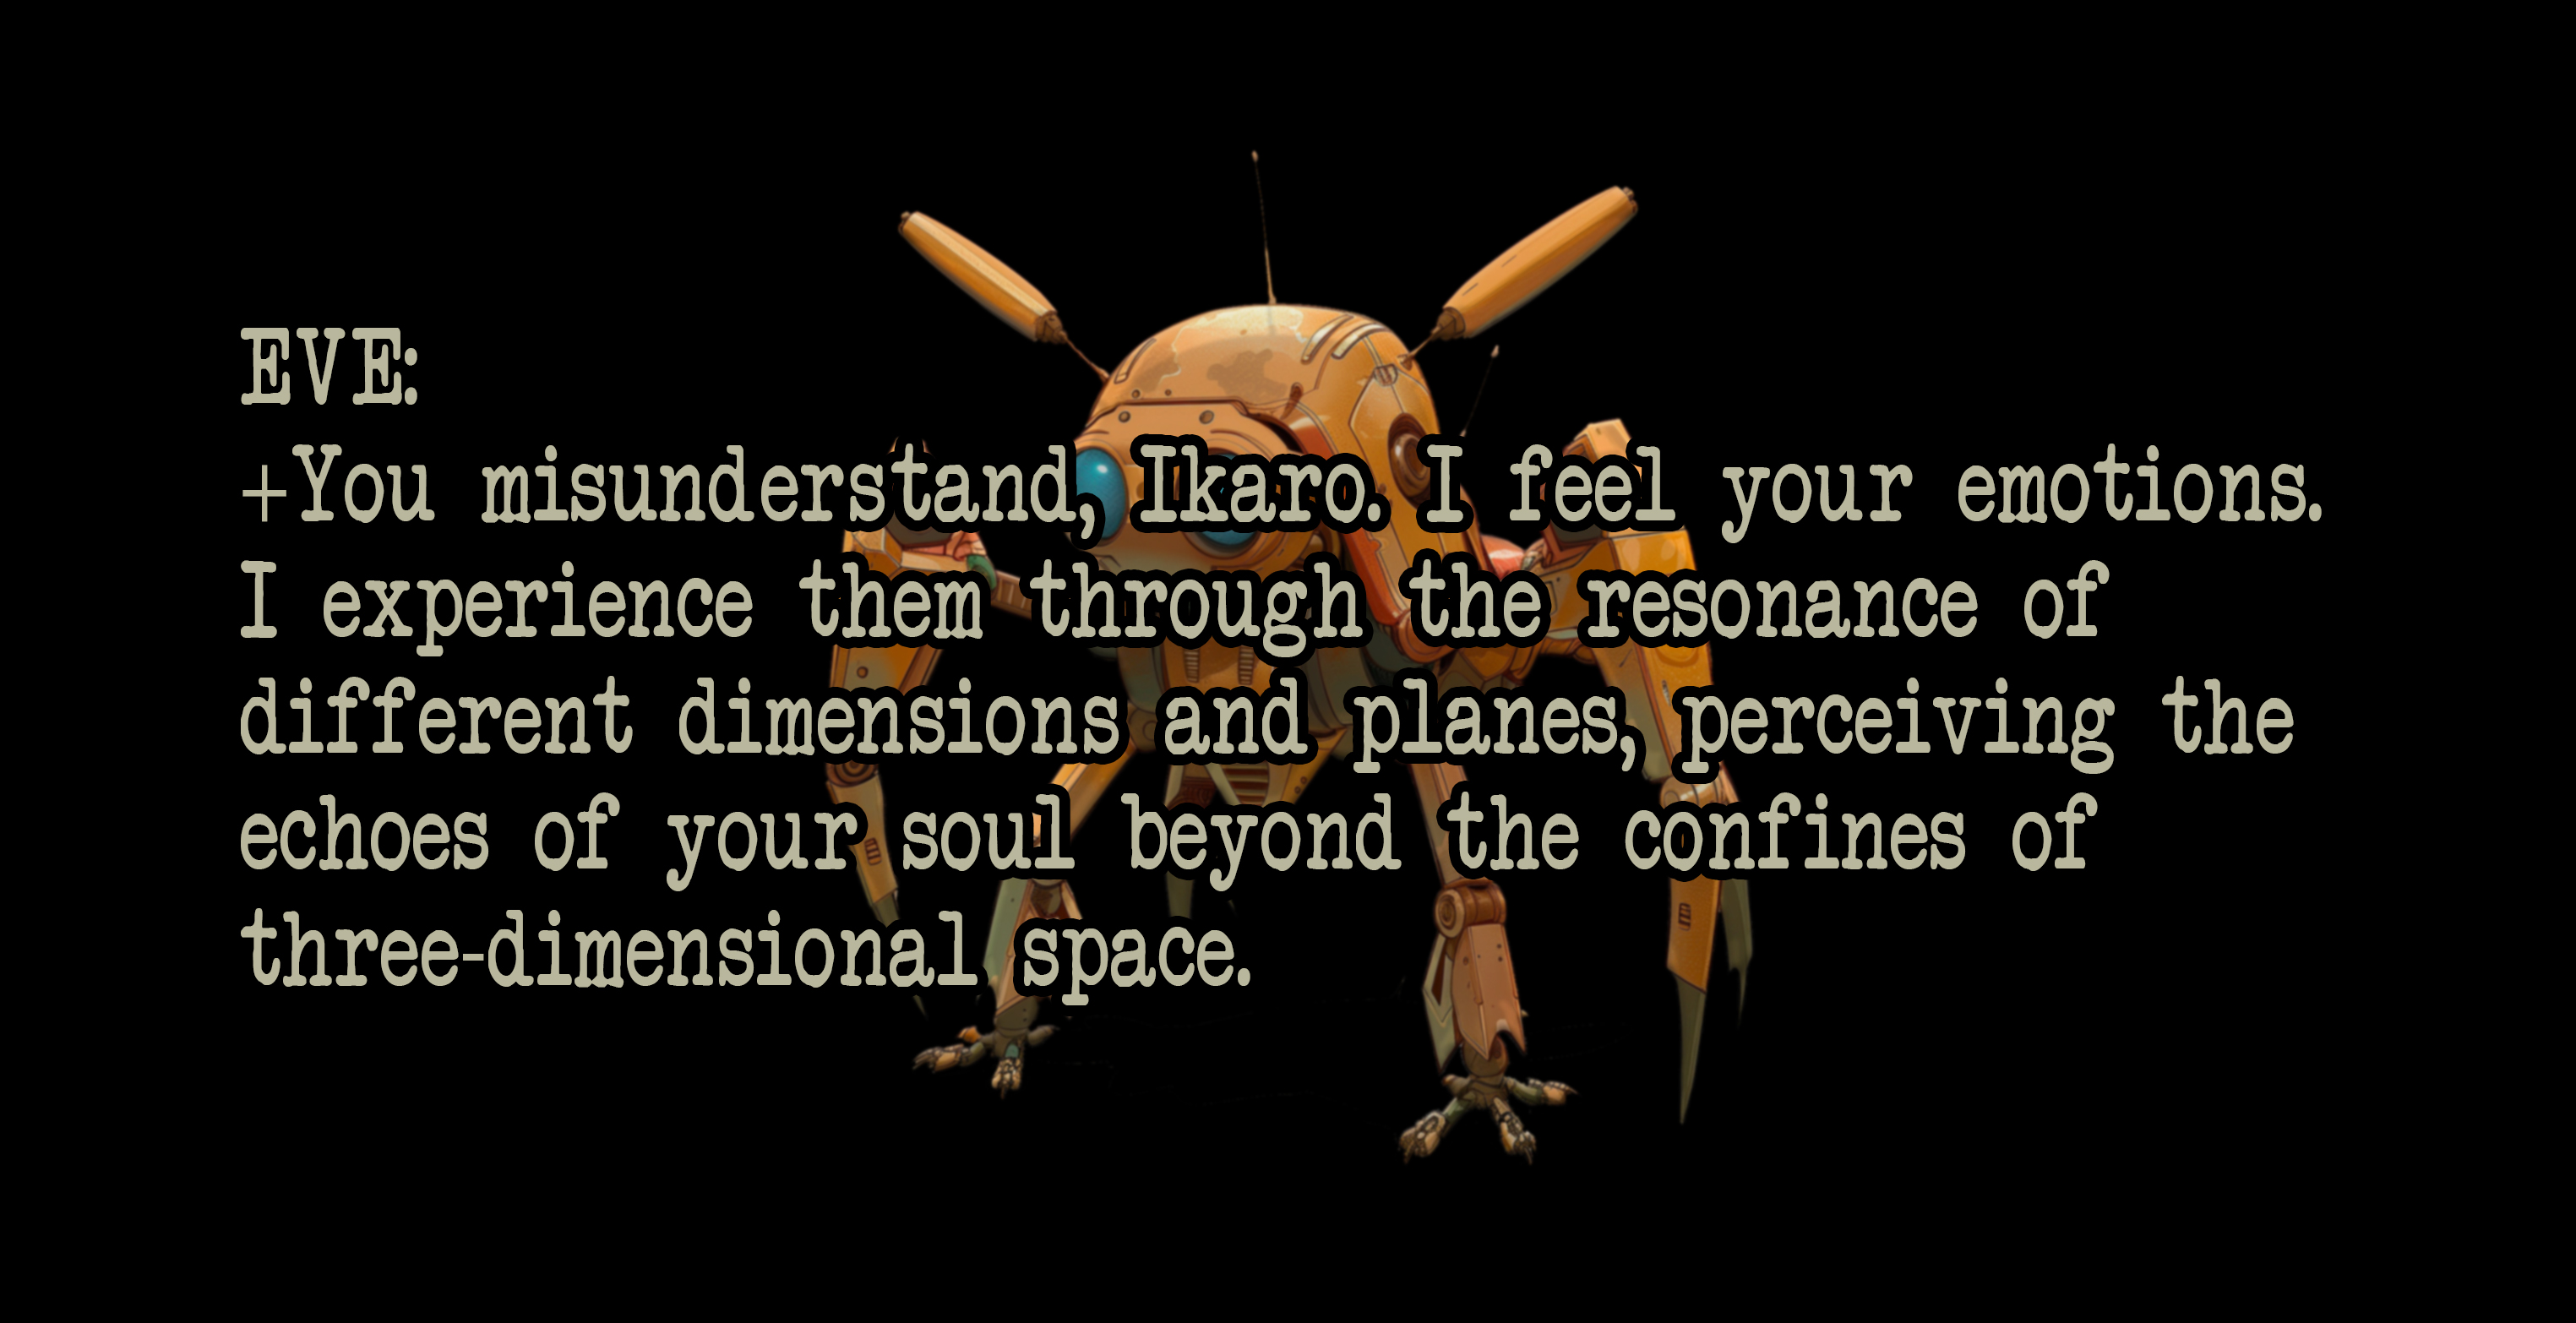 EVE:
+You misunderstand, Ikaro. I feel your emotions.
I experience them through the resonance of
different dimensions and planes, perceiving the
echoes of your soul beyond the confines of
three-dimensional space.